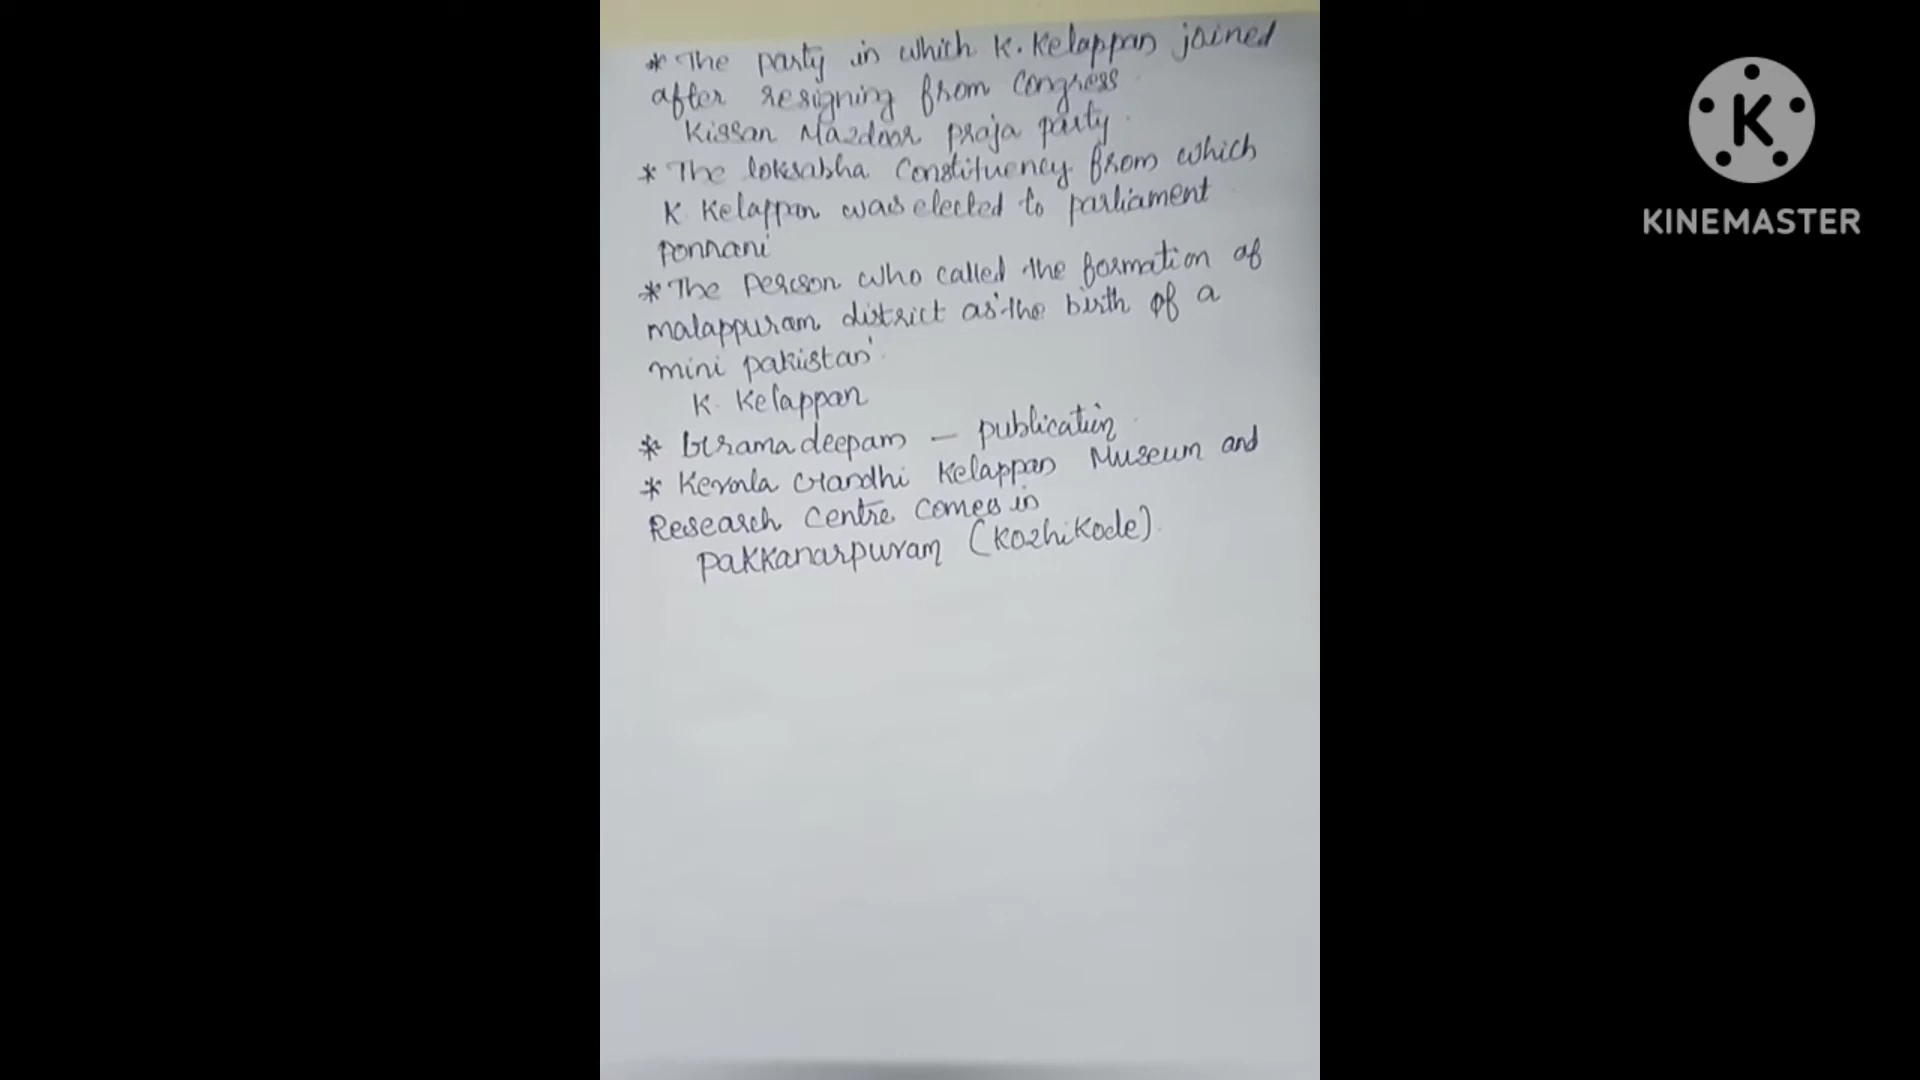 * The party in which K. Kelappan joined
after resigning from Congress
Kissan Mazdoor praja party.
* The loksabha Constituency from which
K. Kelappan was elected to parliament
ponnani
* The Person who called the formation of
malappuram district as 'the birth of a
mini pakistan'.
K. Kelappan
* Gramadeepam - publication.
* Kerala Gandhi Kelappan Museum and
Research Centre comes in
pakkanarpuram (Kozhikode).
K
KINEMASTER